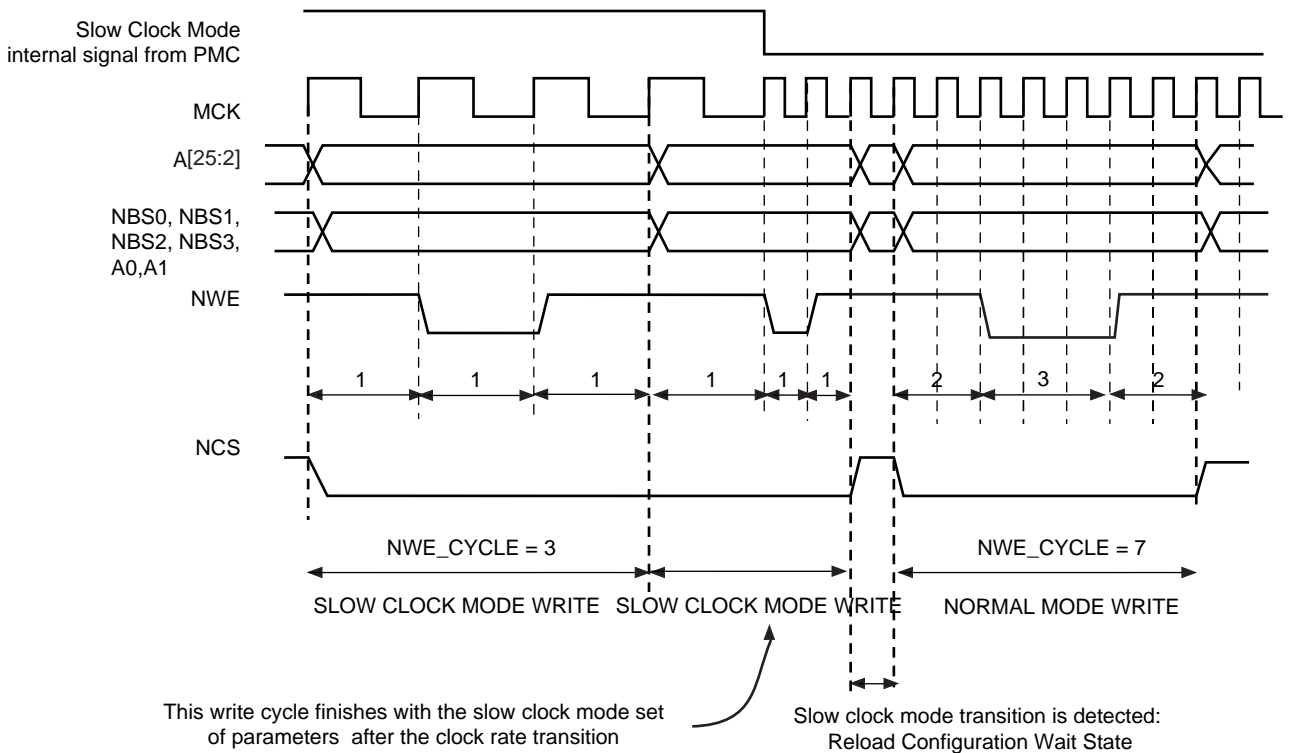 Slow Clock Mode
internal signal from PMC
MCK
A[25:2]
NBS0, NBS1,
NBS2, NBS3,
A0,A1
NWE
1 1 1 1 1 1 2 3 2
NCS
NWE_CYCLE = 3 NWE_CYCLE = 7
SLOW CLOCK MODE WRITE SLOW CLOCK MODE WRITE NORMAL MODE WRITE
This write cycle finishes with the slow clock mode set
of parameters after the clock rate transition
Slow clock mode transition is detected:
Reload Configuration Wait State